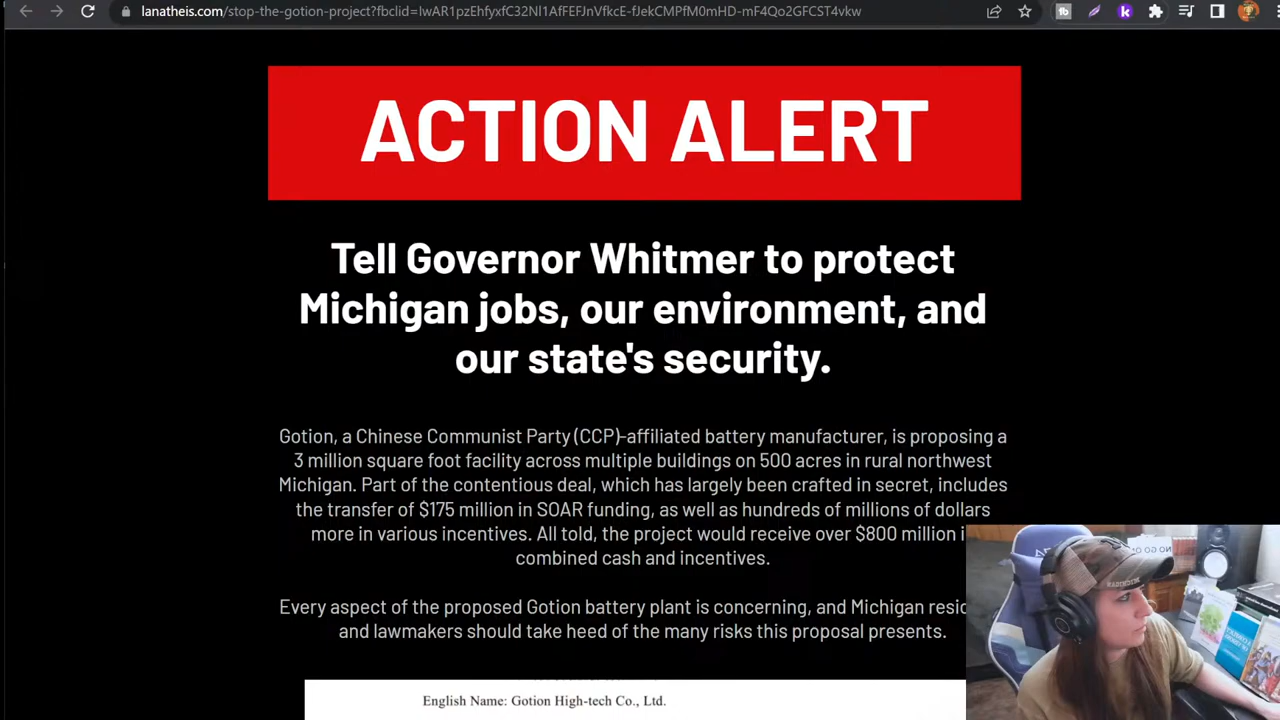 lanatheis.com/stop-the-gotion-project?fbclid=IwAR1pzEhfyxfC32NI1AfFEFJnVfkcE-fJekCMPfM0mHD-mF4Qo2GFCST4vkw
ACTION ALERT
Tell Governor Whitmer to protect
Michigan jobs, our environment, and
our state's security.
Gotion, a Chinese Communist Party (CCP)-affiliated battery manufacturer, is proposing a
3 million square foot facility across multiple buildings on 500 acres in rural northwest
Michigan. Part of the contentious deal, which has largely been crafted in secret, includes
the transfer of $175 million in SOAR funding, as well as hundreds of millions of dollars
more in various incentives. All told, the project would receive over $800 million i
combined cash and incentives.
Every aspect of the proposed Gotion battery plant is concerning, and Michigan resid
and lawmakers should take heed of the many risks this proposal presents.
English Name: Gotion High-tech Co., Ltd.
MICHIGAN
NO GO O